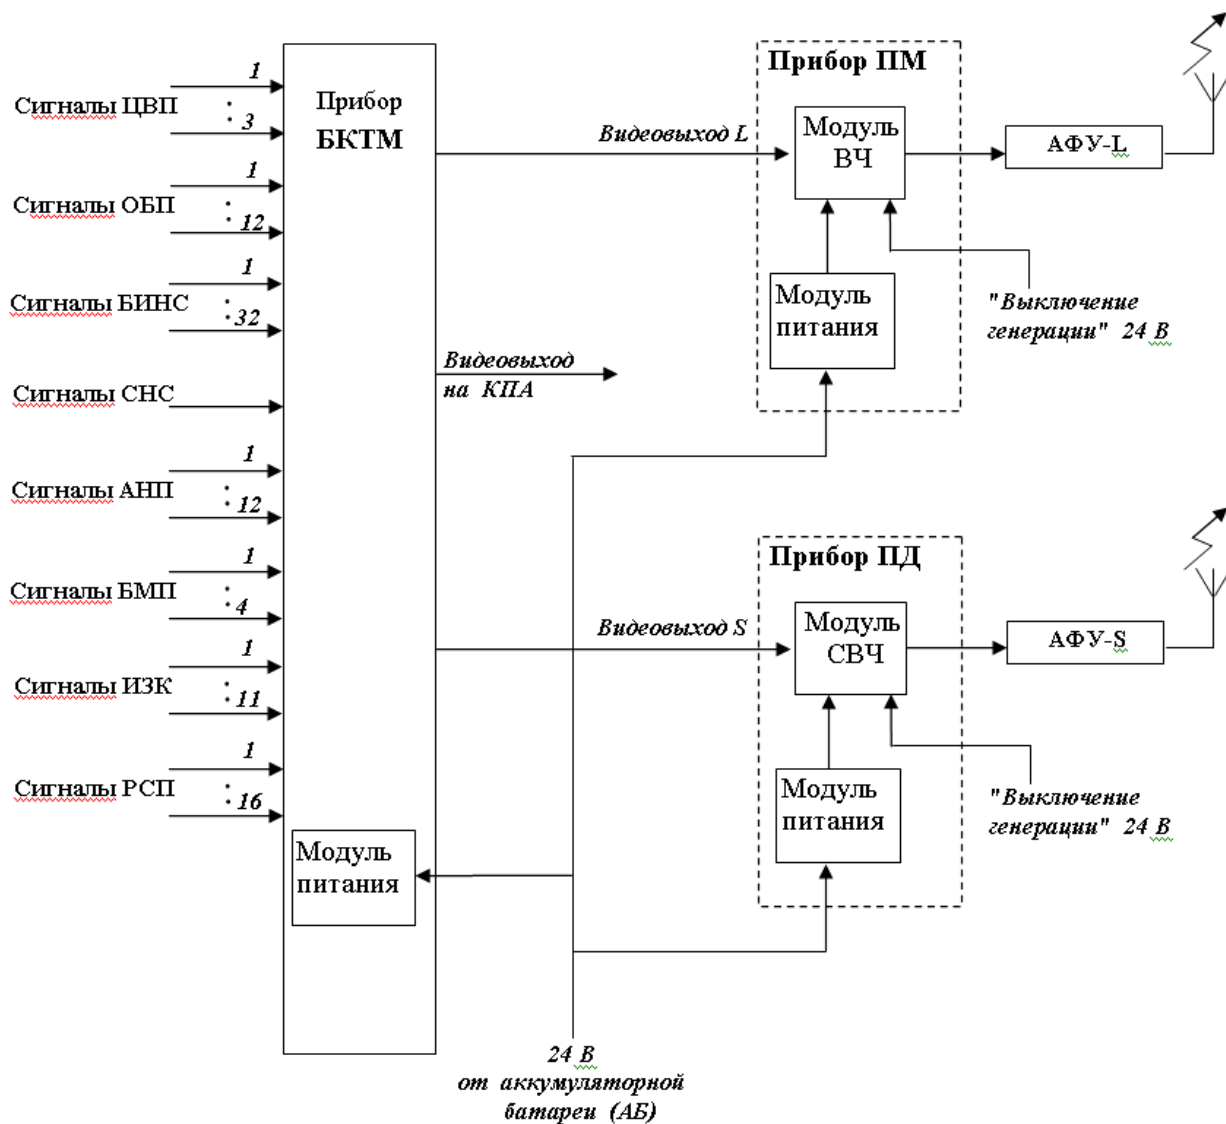 Сигналы ЦВП
1
3
Сигналы ОБП
1
12
Сигналы БИНС
1
32
Сигналы СНС
Сигналы АНП
1
12
Сигналы БМП
1
4
Сигналы ИЗК
1
11
Сигналы РСП
1
16
Прибор
БКТМ
Модуль
питания
Видеовыход L
Видеовыход
на КПА
Видеовыход S
24 В
от аккумуляторной
батареи (АБ)
Прибор ПМ
Модуль
ВЧ
Модуль
питания
АФУ-L
"Выключение
генерации" 24 В
Прибор ПД
Модуль
СВЧ
Модуль
питания
АФУ-S
"Выключение
генерации" 24 В